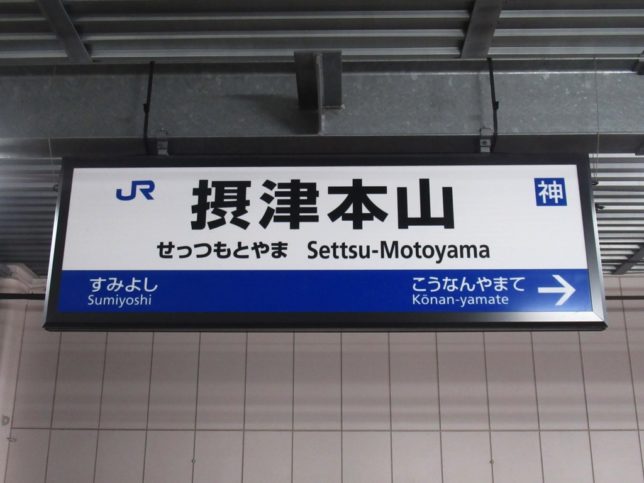 JR 摂津本山 神
せっつもとやま Settsu-Motoyama
すみよし こうなんやまて
Sumiyoshi Kōnan-yamate